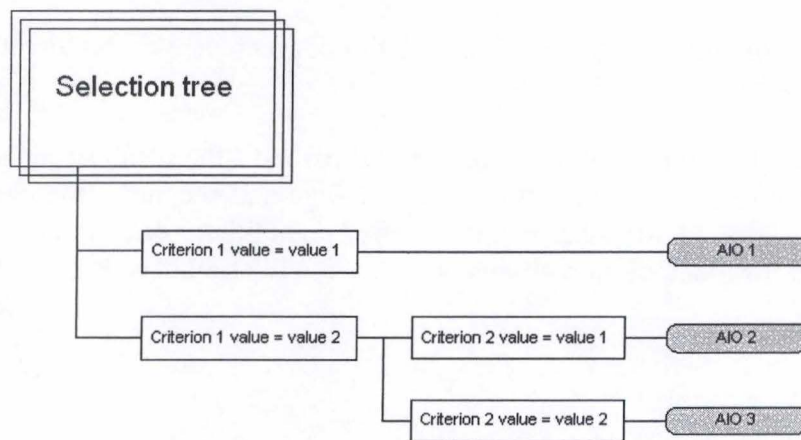 Selection tree
Criterion 1 value = value 1
AIO 1
Criterion 1 value = value 2
Criterion 2 value = value 1
AIO 2
Criterion 2 value = value 2
AIO 3